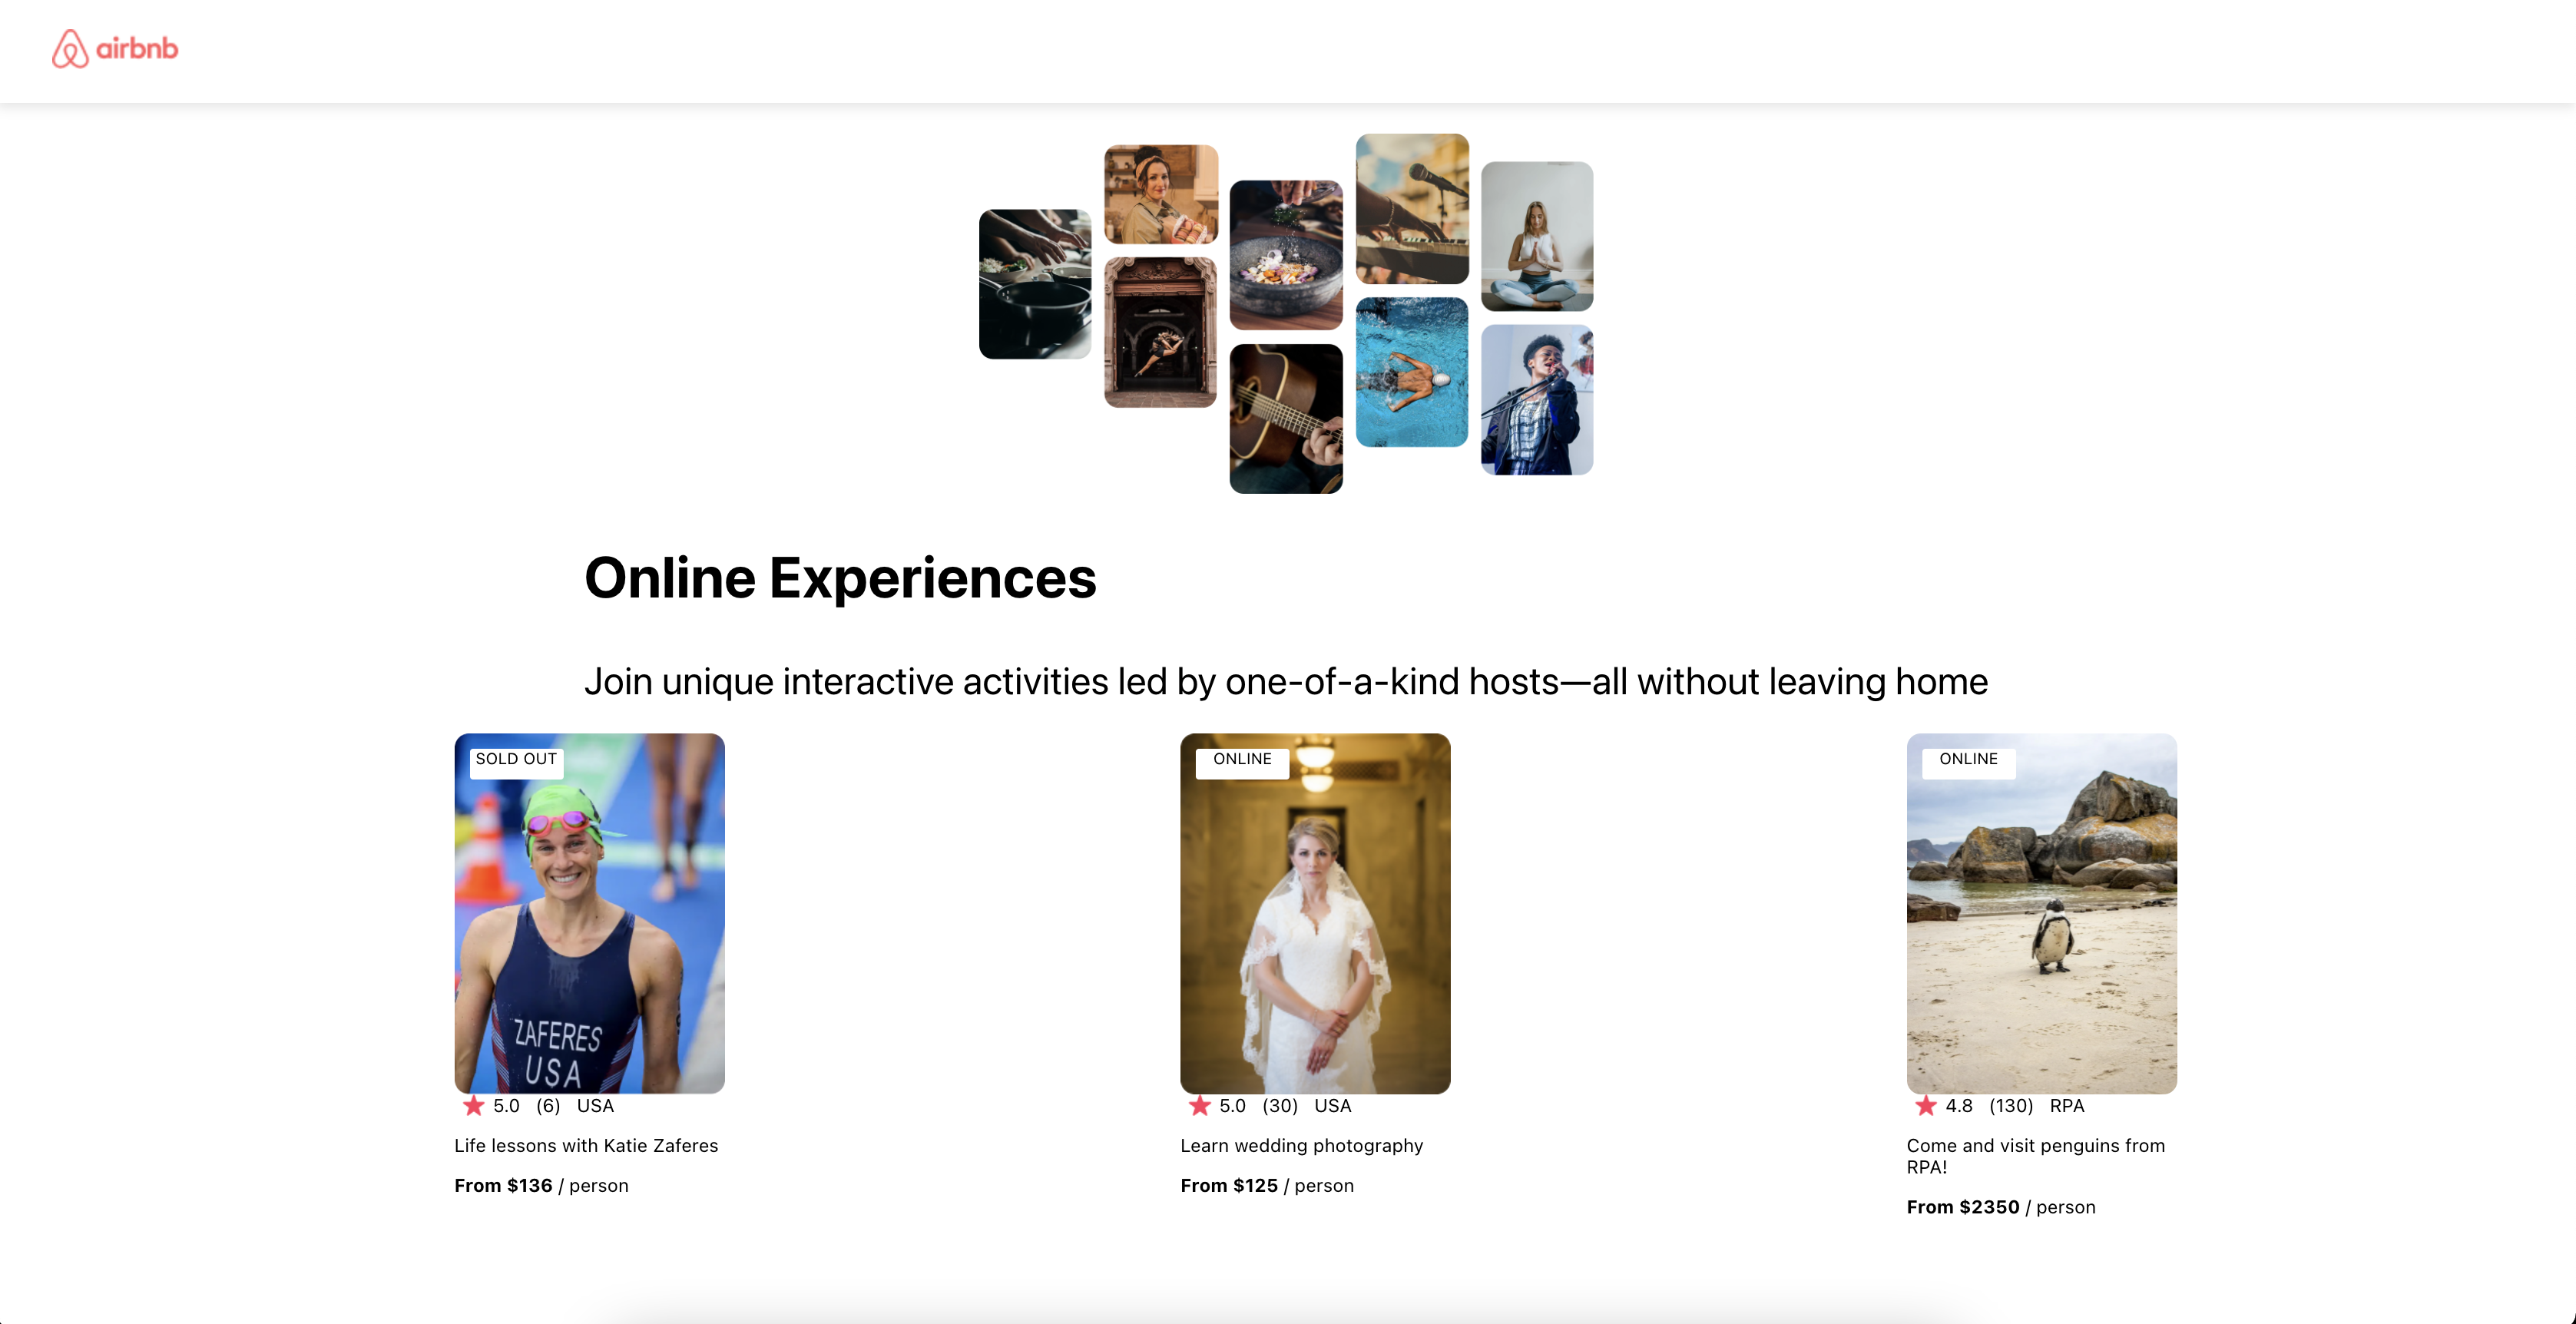 airbnb
Online Experiences
Join unique interactive activities led by one-of-a-kind hosts—all without leaving home
SOLD OUT
ZAFERES
USA
5.0 (6) USA
Life lessons with Katie Zaferes
From $136 / person
ONLINE
5.0 (30) USA
Learn wedding photography
From $125 / person
ONLINE
4.8 (130) RPA
Come and visit penguins from
RPA!
From $2350 / person